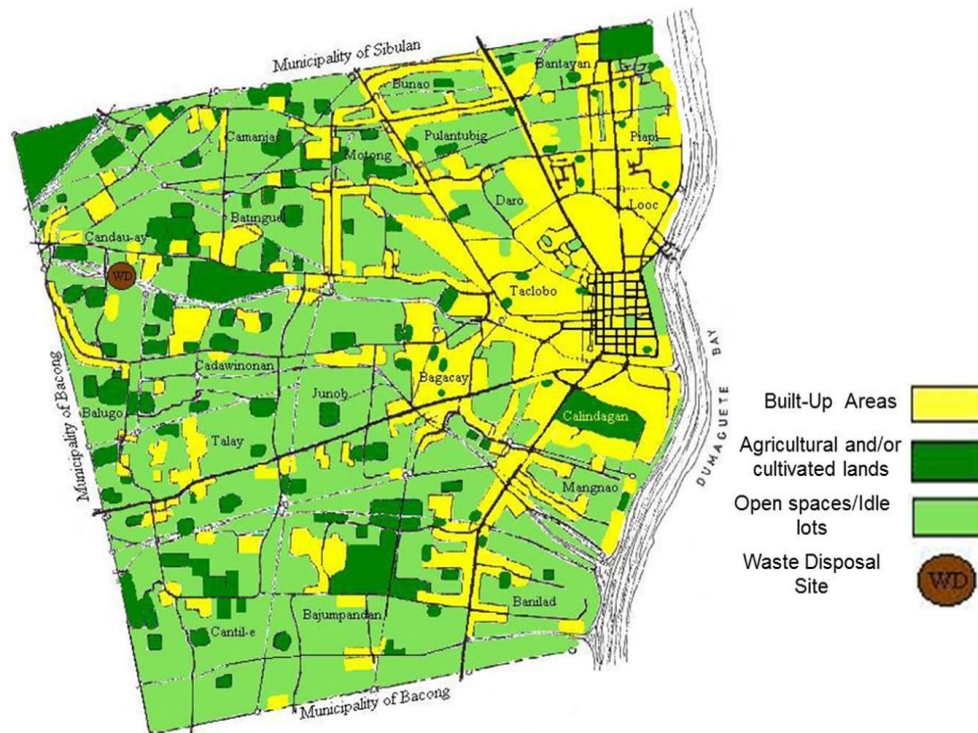 Municipality of Sibulan
Bantayan
Bunao
Camanjac
Pulantubig
Piapi
Motong
Daro
Looc
Batinguel
Candau-ay
WD
Taclobo
DUMAGUETE BAY
Cadawinonan
Bagacay
Junob
Municipality of Bacong
Balugo
Calindagan
Talay
Mangnao
Banilad
Bajumpandan
Cantil-e
Municipality of Bacong
Built-Up Areas
Agricultural and/or
cultivated lands
Open spaces/Idle
lots
Waste Disposal
Site
WD